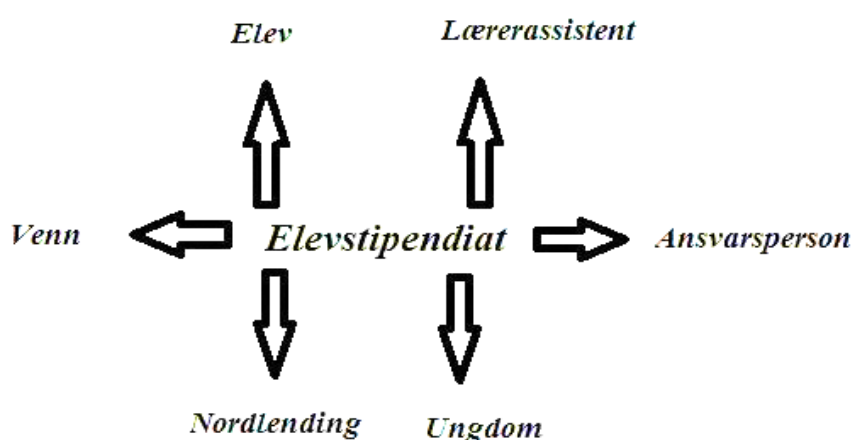 Elev
Lærerassistent
Venn
Elevstipendiat
Ansvarsperson
Nordlending
Ungdom